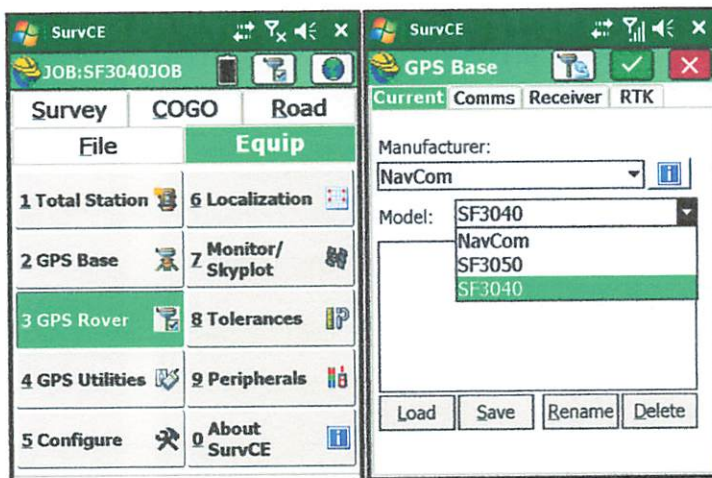 SurvCE
JOB:SF3040JOB
Survey COGO Road
File Equip
1 Total Station 6 Localization
2 GPS Base 7 Monitor/
Skyplot
3 GPS Rover 8 Tolerances
4 GPS Utilities 9 Peripherals
5 Configure 0 About
SurvCE
SurvCE
GPS Base
Current Comms Receiver RTK
Manufacturer:
NavCom
Model: SF3040
NavCom
SF3050
SF3040
Load Save Rename Delete